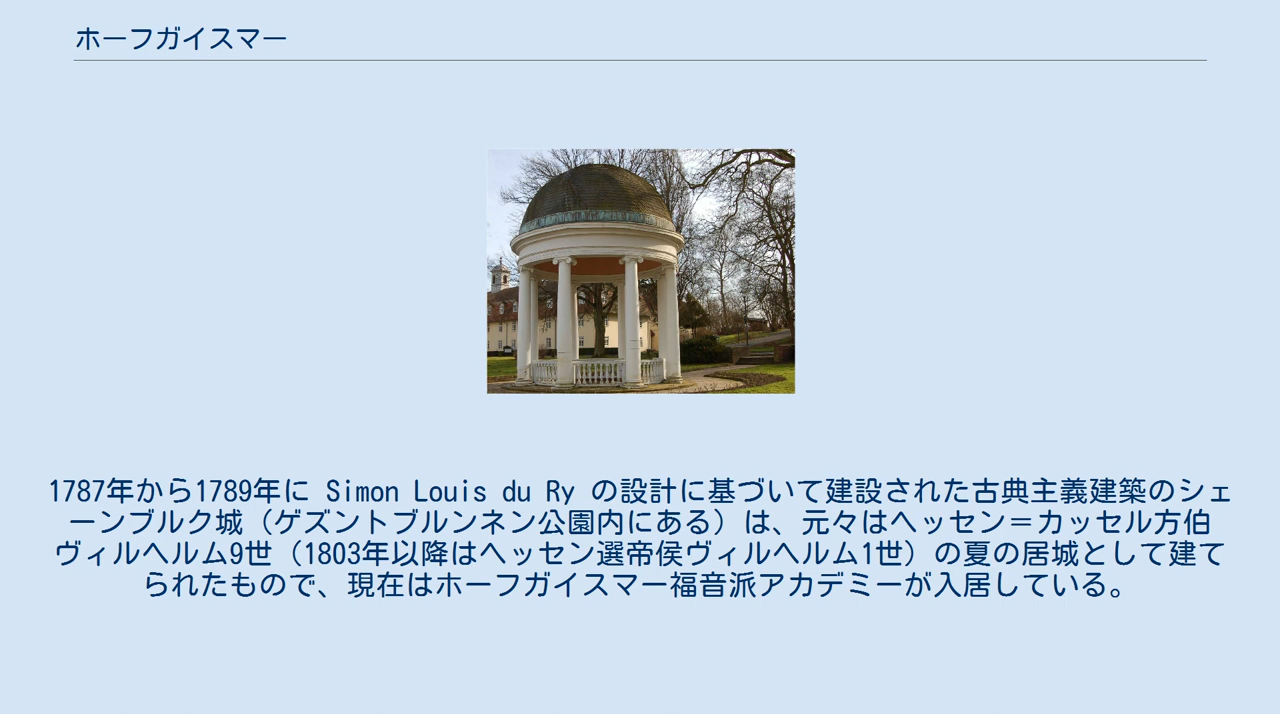 ホーフガイスマー
1787年から1789年に Simon Louis du Ry の設計に基づいて建設された古典主義建築のシェ
ーンブルク城（ゲズントブルンネン公園内にある）は、元々はヘッセン＝カッセル方伯
ヴィルヘルム9世（1803年以降はヘッセン選帝侯ヴィルヘルム1世）の夏の居城として建て
られたもので、現在はホーフガイスマー福音派アカデミーが入居している。